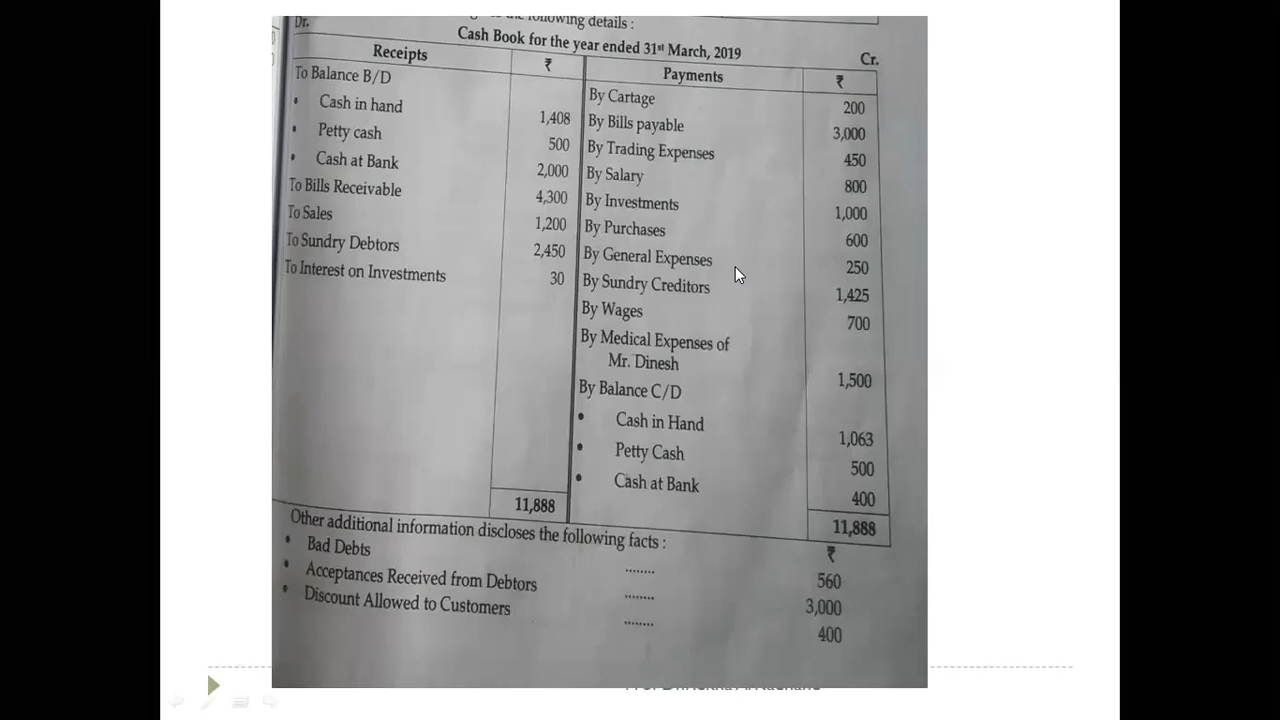 the following details :
Dr. Cash Book for the year ended 31st March, 2019 Cr.
Receipts ₹ Payments ₹
To Balance B/D By Cartage 200
• Cash in hand 1,408 By Bills payable 3,000
• Petty cash 500 By Trading Expenses 450
• Cash at Bank 2,000 By Salary 800
To Bills Receivable 4,300 By Investments 1,000
To Sales 1,200 By Purchases 600
To Sundry Debtors 2,450 By General Expenses 250
To Interest on Investments 30 By Sundry Creditors 1,425
By Wages 700
By Medical Expenses of
Mr. Dinesh 1,500
By Balance C/D
• Cash in Hand 1,063
• Petty Cash 500
• Cash at Bank 400
11,888 11,888
Other additional information discloses the following facts : ₹
• Bad Debts ........ 560
• Acceptances Received from Debtors ........ 3,000
• Discount Allowed to Customers ........ 400